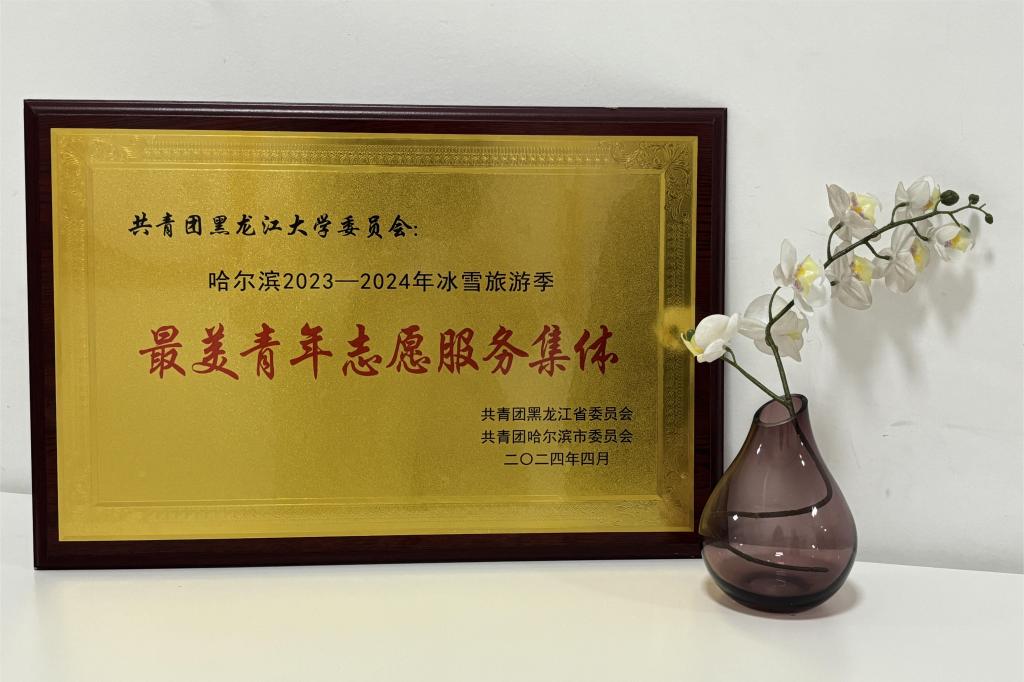 共青团黑龙江大学委员会:
哈尔滨2023—2024年冰雪旅游季
最美青年志愿服务集体
共青团黑龙江省委员会
共青团哈尔滨市委员会
二〇二四年四月